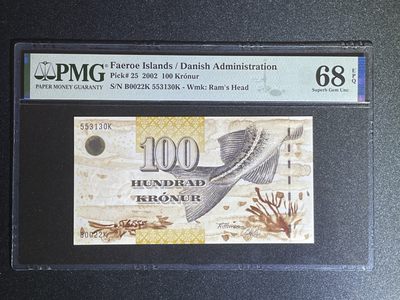 PMG
PAPER MONEY GUARANTY
Faeroe Islands / Danish Administration
Pick# 25 2002 100 Krónur
S/N B0022K 553130K - Wmk: Ram's Head
68 EPQ
Superb Gem Unc
553130K
100
HUNDRAÐ
KRÓNUR
B0022K